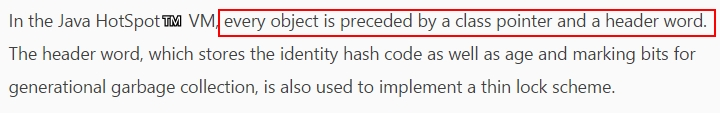 In the Java HotSpot™ VM, every object is preceded by a class pointer and a header word.
The header word, which stores the identity hash code as well as age and marking bits for
generational garbage collection, is also used to implement a thin lock scheme.